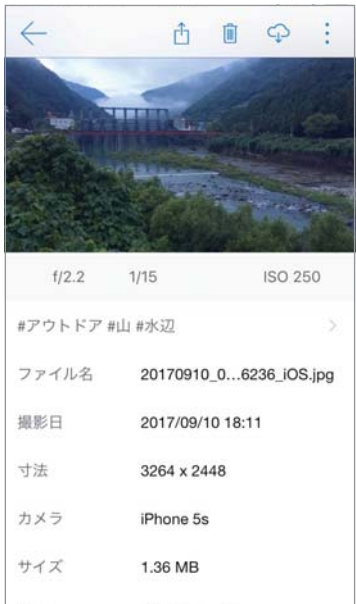 f/2.2 1/15 ISO 250
#アウトドア #山 #水辺
ファイル名 20170910_0...6236_iOS.jpg
撮影日 2017/09/10 18:11
寸法 3264 x 2448
カメラ iPhone 5s
サイズ 1.36 MB